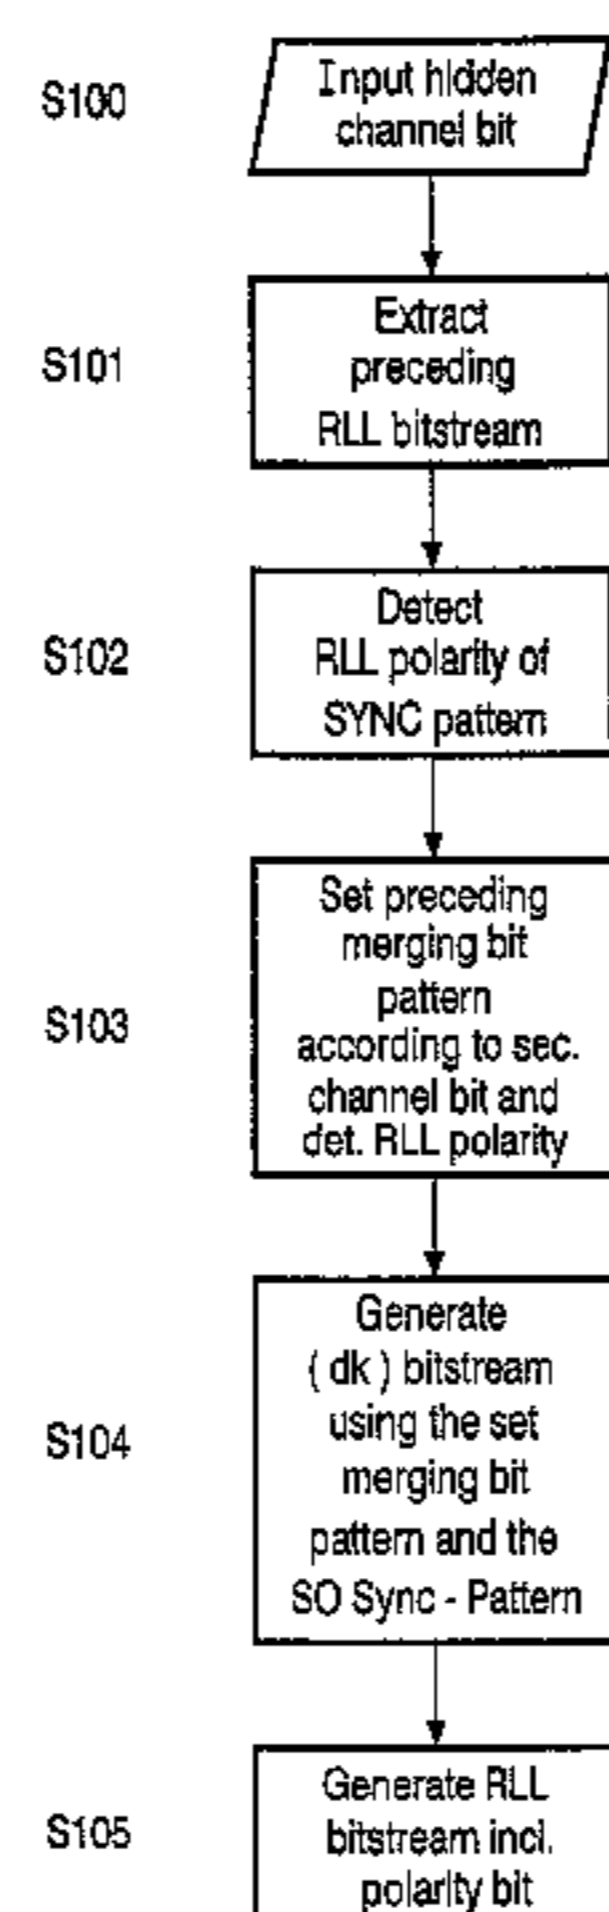 S100
Input hidden
channel bit
S101
Extract
preceding
RLL bitstream
S102
Detect
RLL polarity of
SYNC pattern
S103
Set preceding
merging bit
pattern
according to sec.
channel bit and
det. RLL polarity
S104
Generate
( dk ) bitstream
using the set
merging bit
pattern and the
SO Sync - Pattern
S105
Generate RLL
bitstream incl.
polarity bit